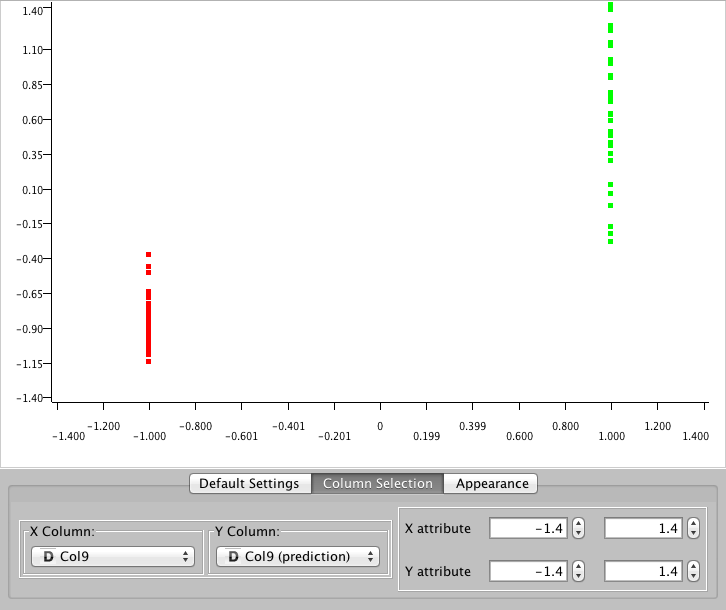 1.40
1.10
0.85
0.60
0.35
0.10
−0.15
−0.40
−0.65
−0.90
−1.15
−1.40
−1.400 −1.200 −1.000 −0.800 −0.601 −0.401 −0.201 0 0.199 0.399 0.600 0.800 1.000 1.200 1.400
Default Settings Column Selection Appearance
X Column: Y Column:
D Col9 D Col9 (prediction)
X attribute −1.4 1.4
Y attribute −1.4 1.4